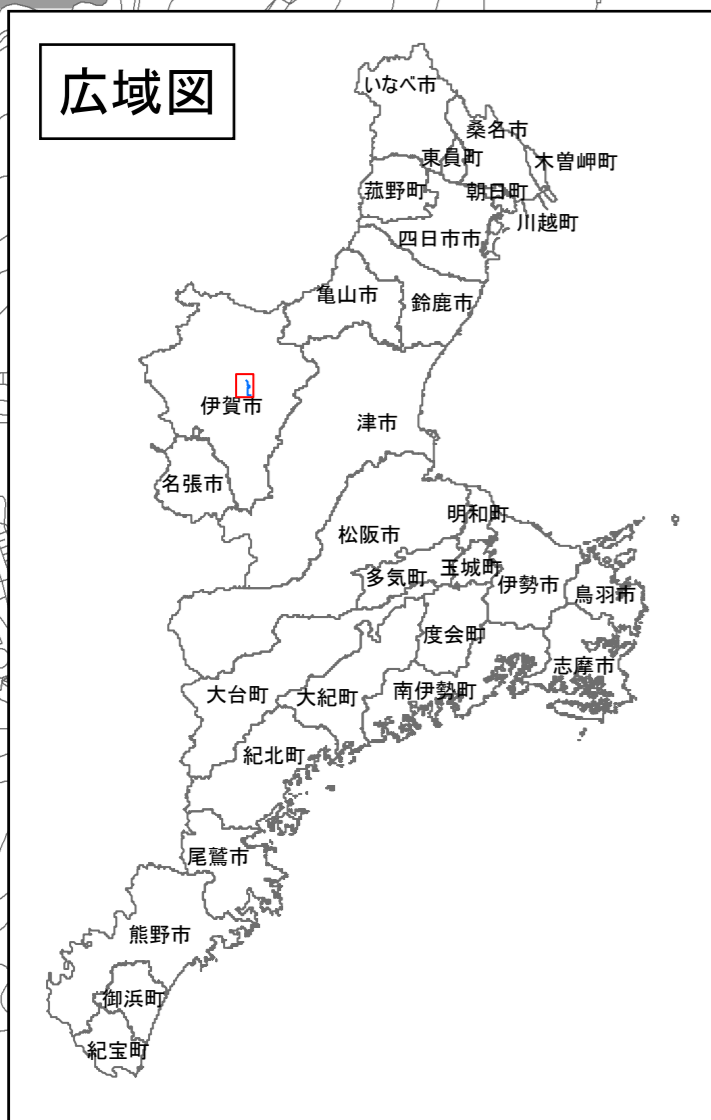 広域図
いなべ市
桑名市
東員町
木曽岬町
菰野町
朝日町
川越町
四日市市
亀山市
鈴鹿市
伊賀市
津市
名張市
明和町
松阪市
多気町
玉城町
伊勢市
鳥羽市
度会町
志摩市
大台町
大紀町
南伊勢町
紀北町
尾鷲市
熊野市
御浜町
紀宝町